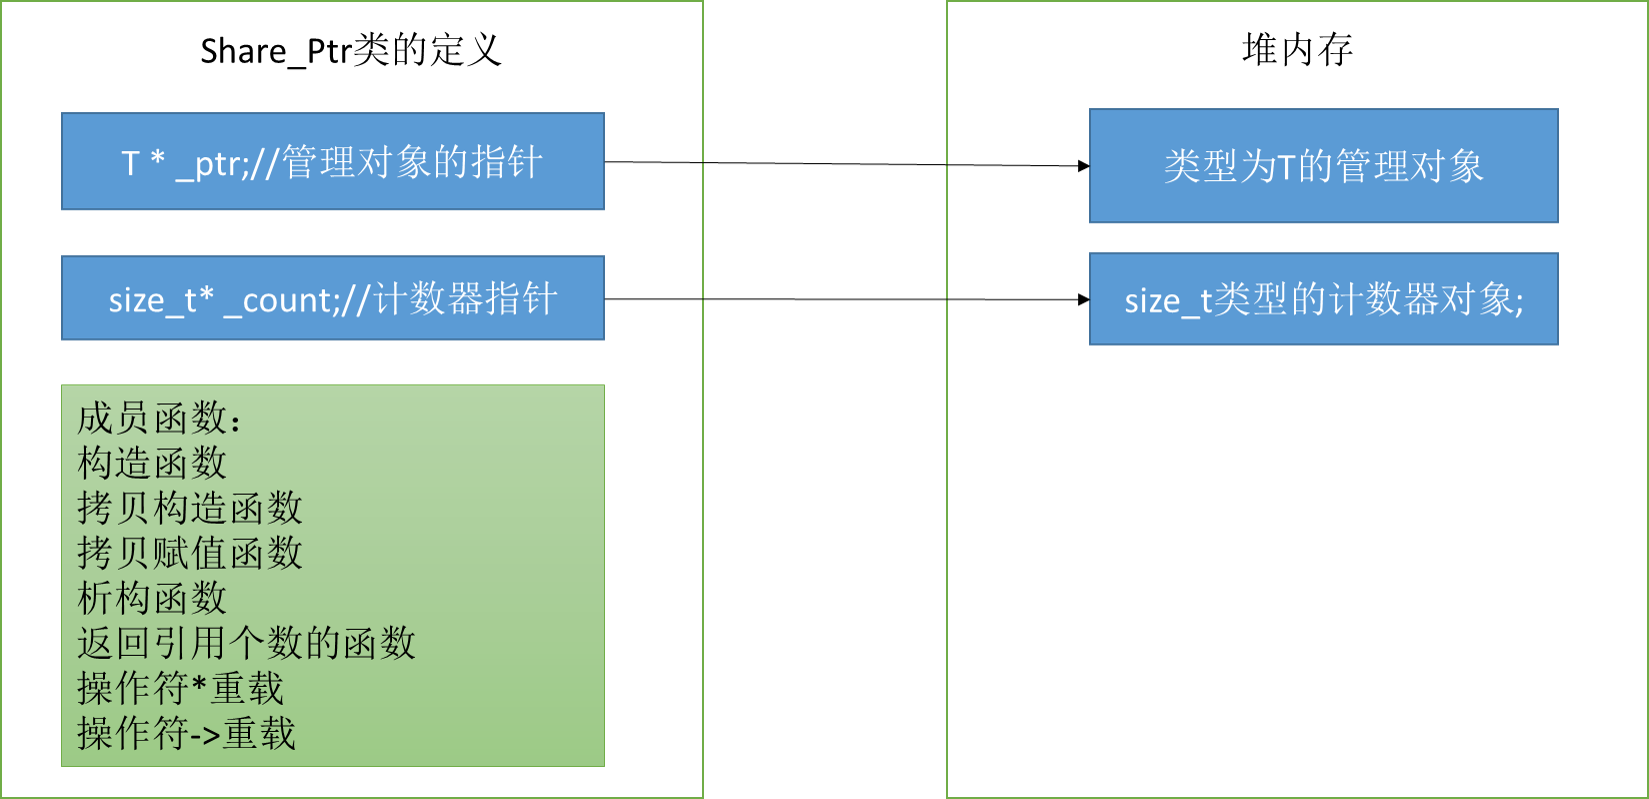 Share_Ptr类的定义
T * _ptr;//管理对象的指针
size_t* _count;//计数器指针
成员函数：
构造函数
拷贝构造函数
拷贝赋值函数
析构函数
返回引用个数的函数
操作符*重载
操作符->重载
堆内存
类型为T的管理对象
size_t类型的计数器对象;